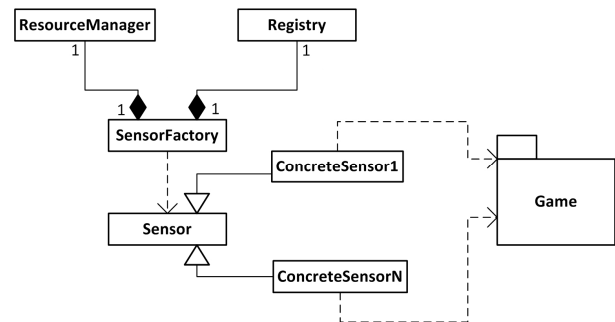 ResourceManager
Registry
1
1
1
1
SensorFactory
ConcreteSensor1
Game
Sensor
ConcreteSensorN